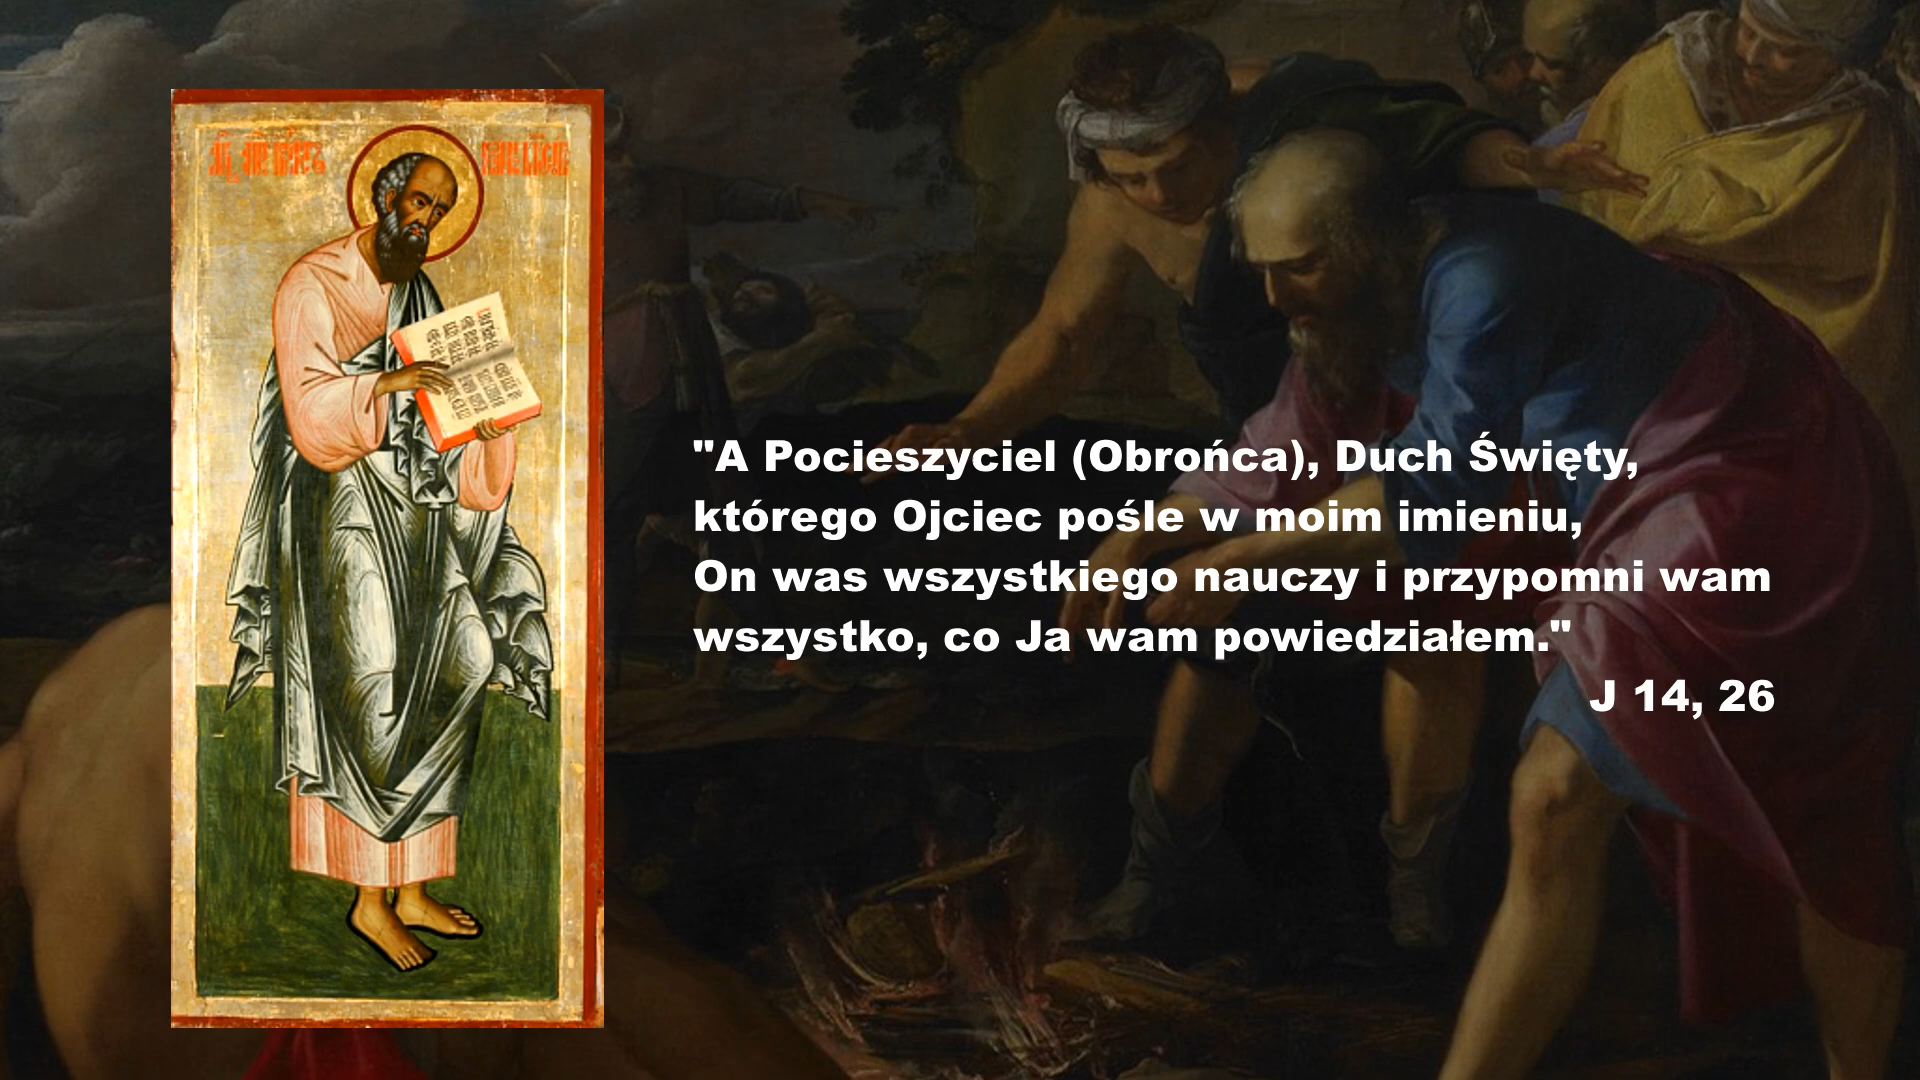 "A Pocieszyciel (Obrońca), Duch Święty,
którego Ojciec pośle w moim imieniu,
On was wszystkiego nauczy i przypomni wam
wszystko, co Ja wam powiedziałem."
J 14, 26